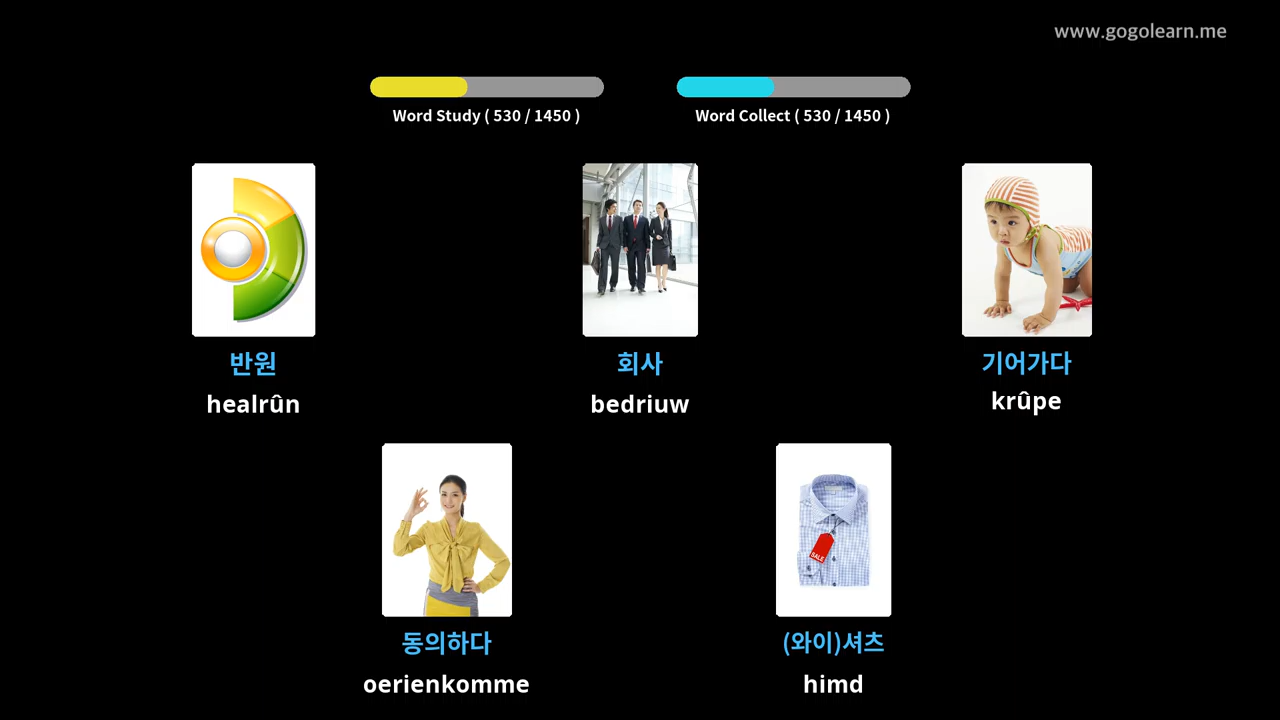 www.gogolearn.me
Word Study ( 530 / 1450 )
Word Collect ( 530 / 1450 )
반원
healrûn
회사
bedriuw
기어가다
krûpe
동의하다
oerienkomme
SALE
(와이)셔츠
himd